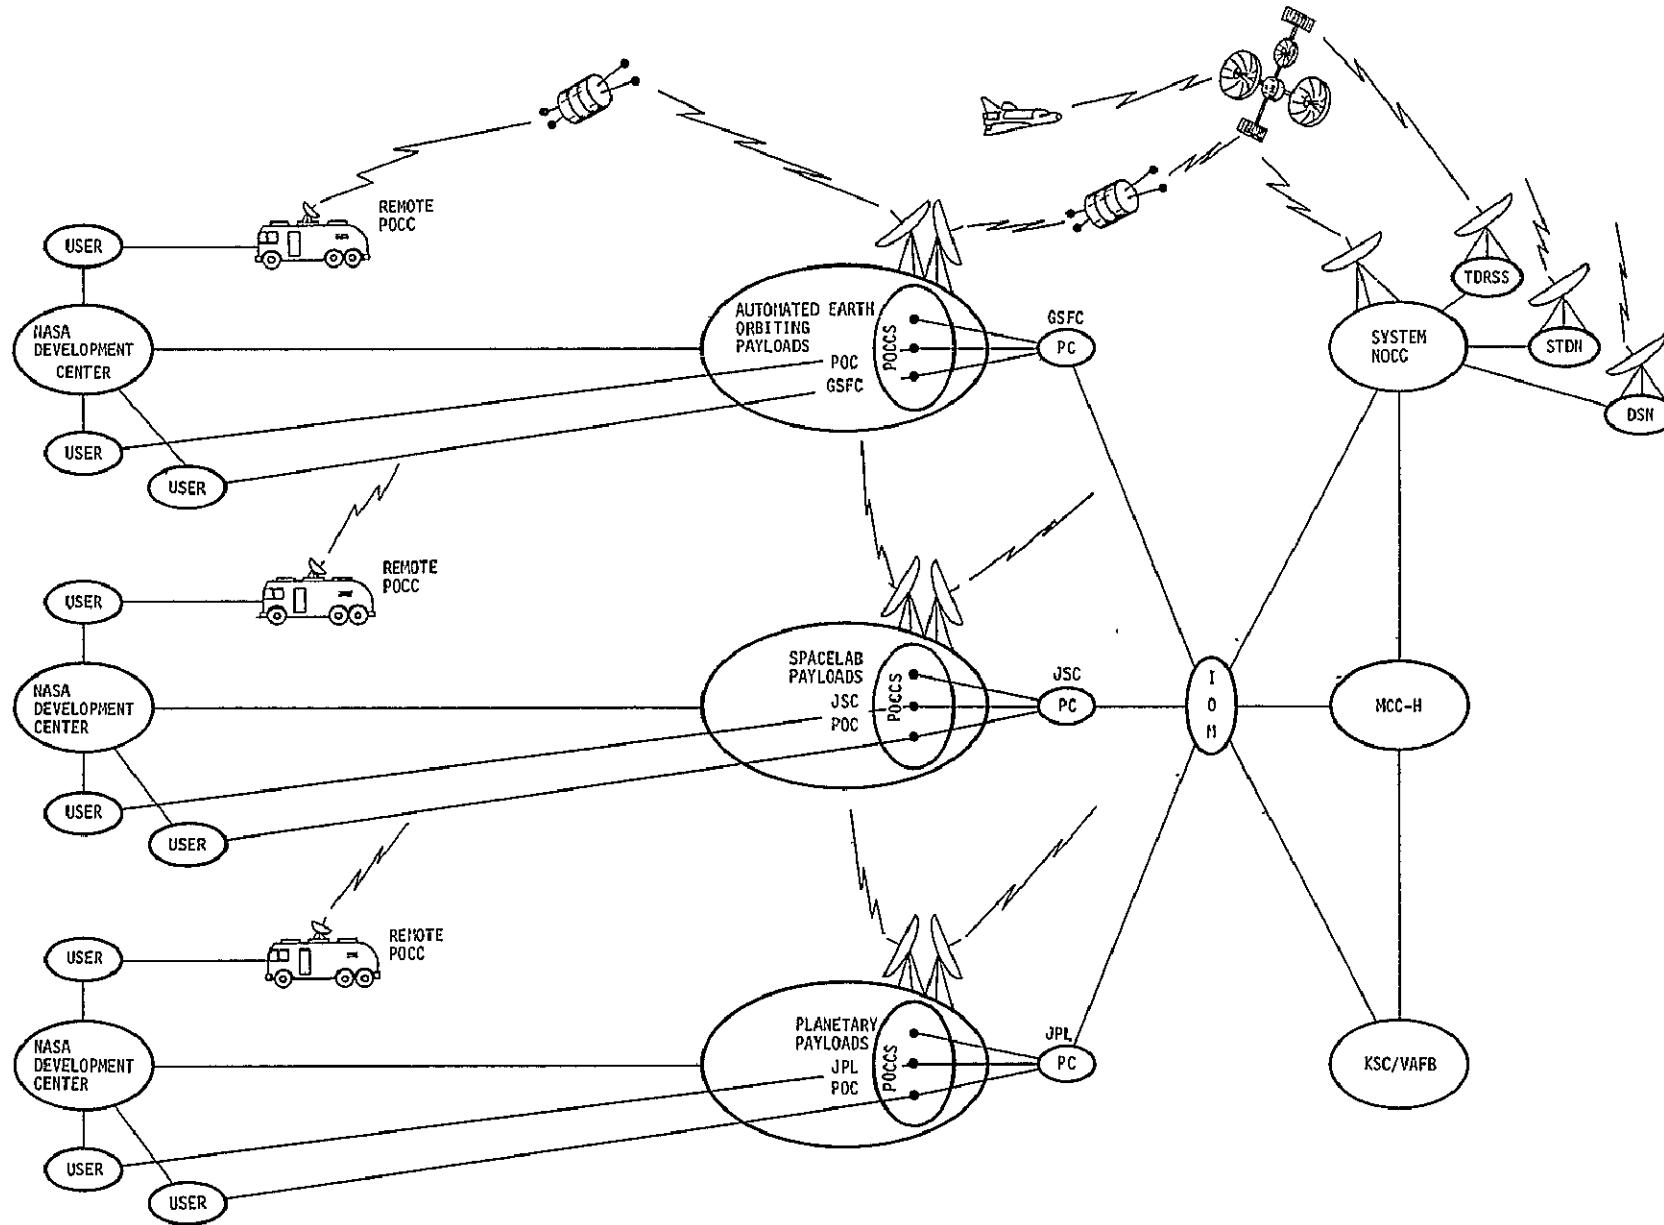 REMOTE
POCC
USER
NASA
DEVELOPMENT
CENTER
USER
USER
AUTOMATED EARTH
ORBITING
PAYLOADS
POC
GSFC
POCCS
GSFC
PC
TDRSS
SYSTEM
NOCC
STDN
DSN
REMOTE
POCC
USER
NASA
DEVELOPMENT
CENTER
USER
USER
SPACELAB
PAYLOADS
JSC
POC
POCCS
JSC
PC
I
O
M
MCC-H
REMOTE
POCC
USER
NASA
DEVELOPMENT
CENTER
USER
USER
PLANETARY
PAYLOADS
JPL
POC
POCCS
JPL
PC
KSC/VAFB